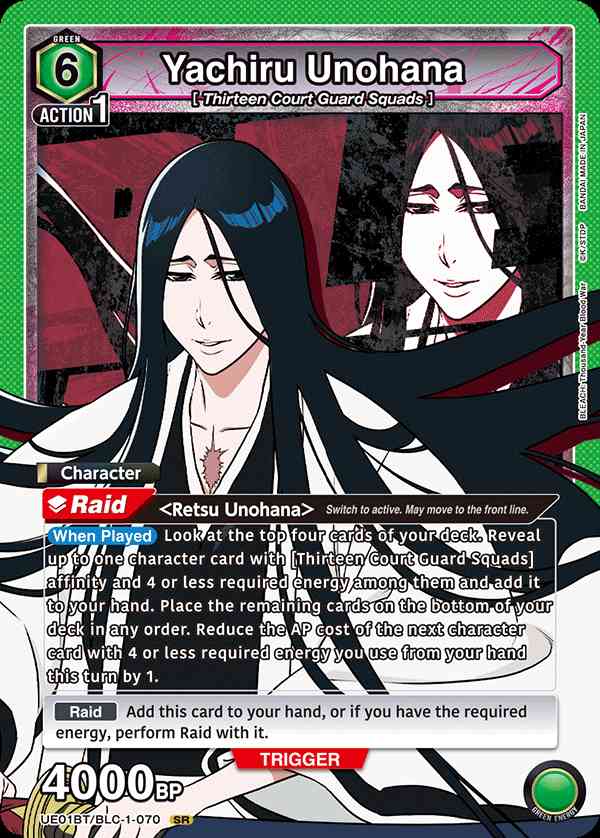 GREEN
6
ACTION 1
Yachiru Unohana
[ Thirteen Court Guard Squads ]
BLEACH: Thousand-Year Blood War ©K/STDP BANDAI MADE IN JAPAN
Character
Raid <Retsu Unohana> Switch to active. May move to the front line.
When Played Look at the top four cards of your deck. Reveal
up to one character card with [Thirteen Court Guard Squads]
affinity and 4 or less required energy among them and add it
to your hand. Place the remaining cards on the bottom of your
deck in any order. Reduce the AP cost of the next character
card with 4 or less required energy you use from your hand
this turn by 1.
Raid Add this card to your hand, or if you have the required
energy, perform Raid with it.
TRIGGER
4000 BP
UE01BT/BLC-1-070 SR
GREEN ENERGY